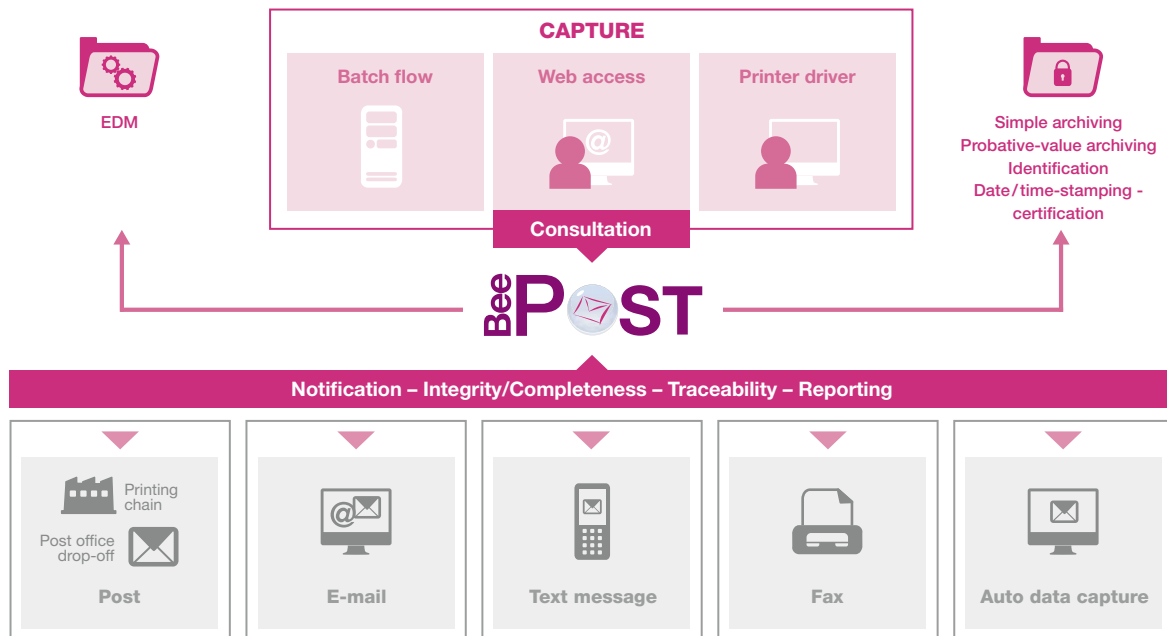 CAPTURE
Batch flow
Web access
Printer driver
@
EDM
Simple archiving
Probative-value archiving
Identification
Date/time-stamping -
certification
Consultation
Bee POST
Notification – Integrity/Completeness – Traceability – Reporting
Printing
chain
Post office
drop-off
Post
@
E-mail
Text message
Fax
Auto data capture